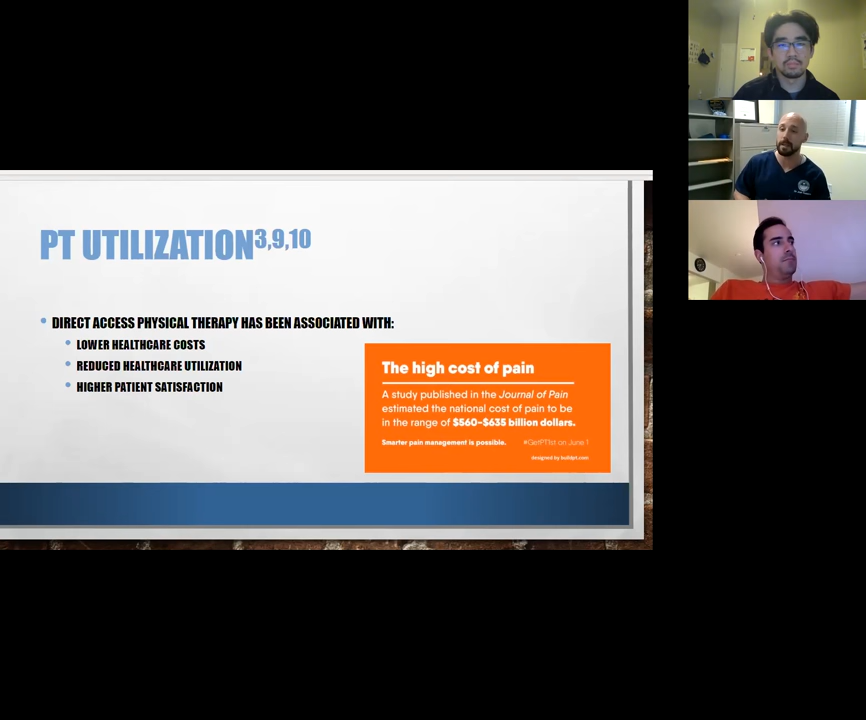 PT UTILIZATION3,9,10
DIRECT ACCESS PHYSICAL THERAPY HAS BEEN ASSOCIATED WITH:
LOWER HEALTHCARE COSTS
REDUCED HEALTHCARE UTILIZATION
HIGHER PATIENT SATISFACTION
The high cost of pain
A study published in the Journal of Pain
estimated the national cost of pain to be
in the range of $560-$635 billion dollars.
Smarter pain management is possible. #GetPT1st on June 1
designed by buildpt.com